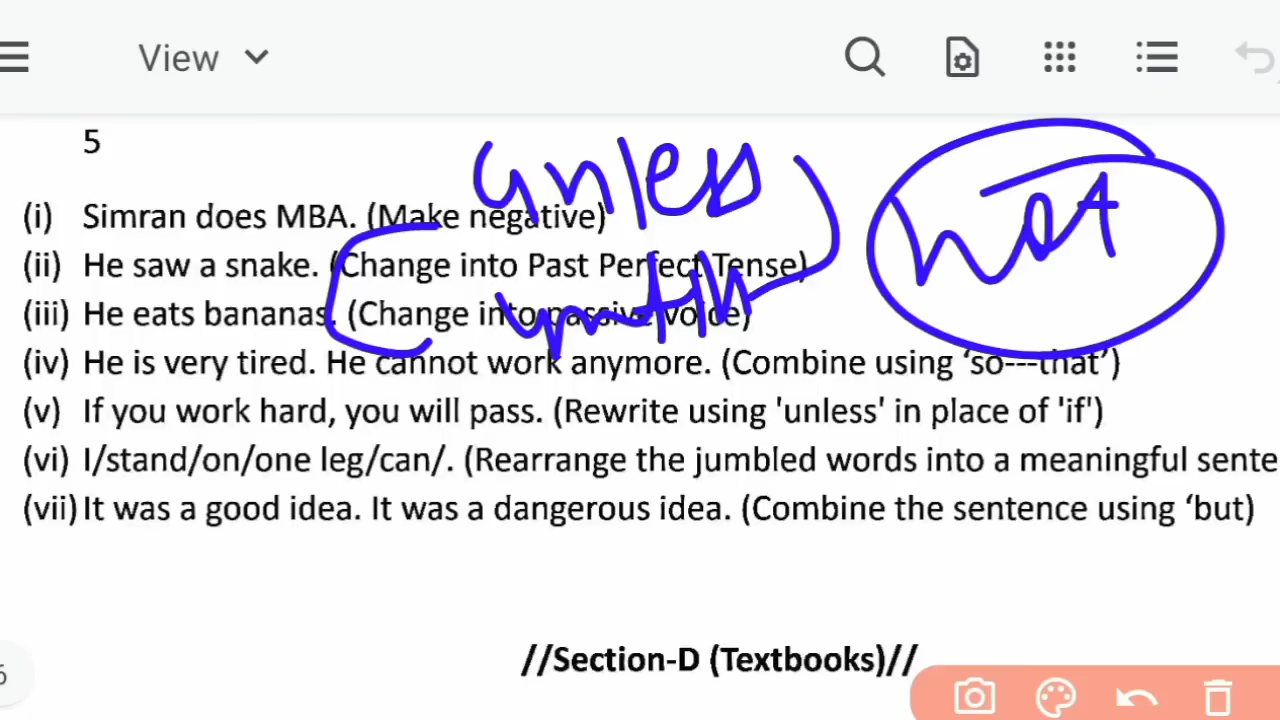 View
5
unless
not
(i) Simran does MBA. (Make negative)
(ii) He saw a snake. (Change into Past Perfect Tense)
until
(iii) He eats bananas. (Change into passive voice)
(iv) He is very tired. He cannot work anymore. (Combine using ‘so---that’)
(v) If you work hard, you will pass. (Rewrite using 'unless' in place of 'if')
(vi) I/stand/on/one leg/can/. (Rearrange the jumbled words into a meaningful sente
(vii) It was a good idea. It was a dangerous idea. (Combine the sentence using ‘but)
6
//Section-D (Textbooks)//